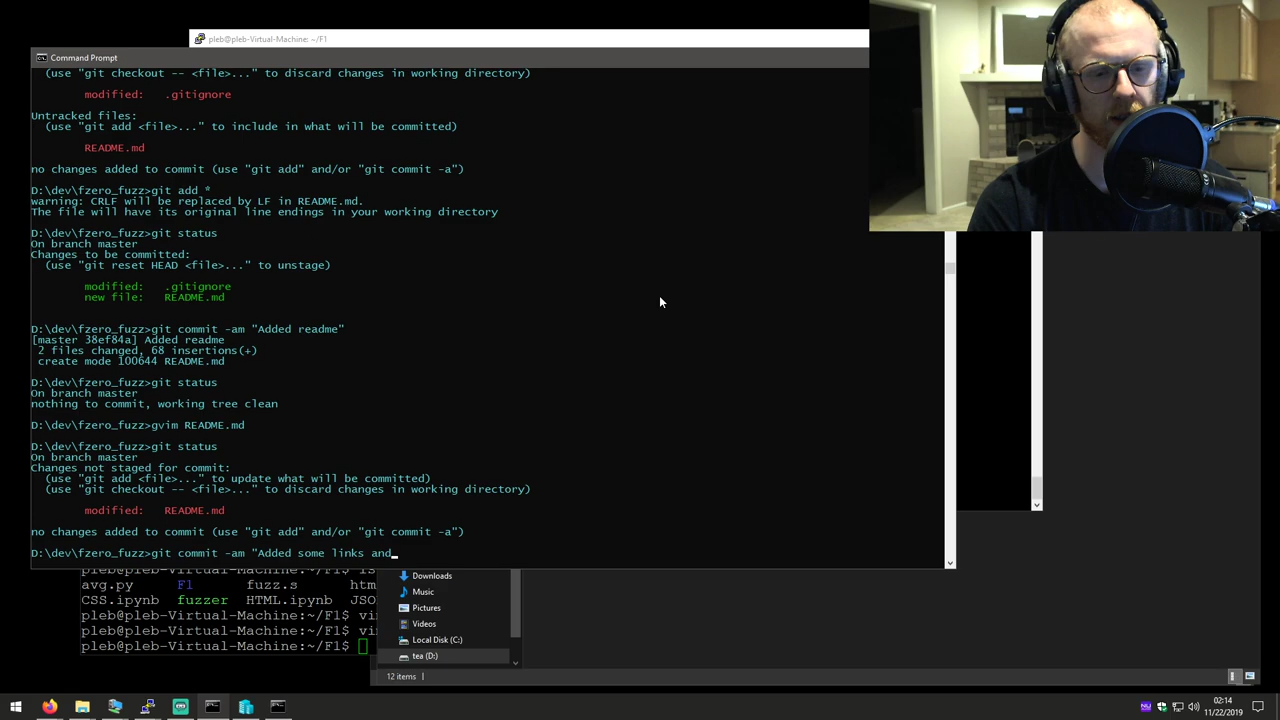 pleb@pleb-Virtual-Machine: ~/F1
Command Prompt
(use "git checkout -- <file>..." to discard changes in working directory)
modified:   .gitignore
Untracked files:
(use "git add <file>..." to include in what will be committed)
README.md
no changes added to commit (use "git add" and/or "git commit -a")
D:\dev\fzero_fuzz>git add *
warning: CRLF will be replaced by LF in README.md.
The file will have its original line endings in your working directory
D:\dev\fzero_fuzz>git status
On branch master
Changes to be committed:
(use "git reset HEAD <file>..." to unstage)
modified:   .gitignore
new file:   README.md
D:\dev\fzero_fuzz>git commit -am "Added readme"
[master 38ef84a] Added readme
2 files changed, 68 insertions(+)
create mode 100644 README.md
D:\dev\fzero_fuzz>git status
On branch master
nothing to commit, working tree clean
D:\dev\fzero_fuzz>gvim README.md
D:\dev\fzero_fuzz>git status
On branch master
Changes not staged for commit:
(use "git add <file>..." to update what will be committed)
(use "git checkout -- <file>..." to discard changes in working directory)
modified:   README.md
no changes added to commit (use "git add" and/or "git commit -a")
D:\dev\fzero_fuzz>git commit -am "Added some links and
pleb@pleb-Virtual-Machine:~/F1$ ls
avg.py F1 fuzz.s htm
CSS.ipynb fuzzer HTML.ipynb JSO
pleb@pleb-Virtual-Machine:~/F1$ vi
pleb@pleb-Virtual-Machine:~/F1$ vi
pleb@pleb-Virtual-Machine:~/F1$
Downloads
Music
Pictures
Videos
Local Disk (C:)
tea (D:)
12 items
02:14
11/22/2019